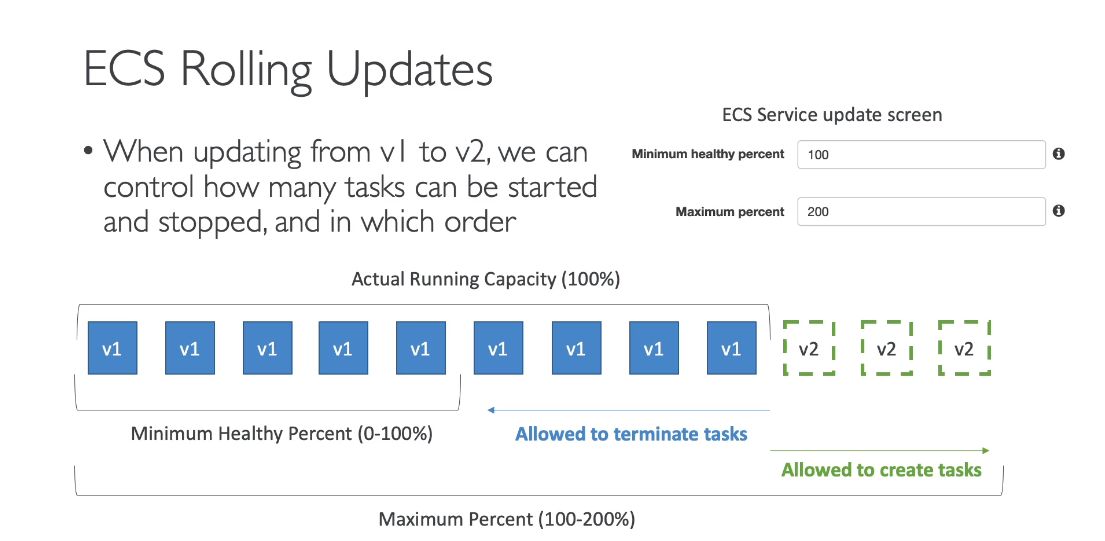 ECS Rolling Updates
• When updating from v1 to v2, we can
control how many tasks can be started
and stopped, and in which order
ECS Service update screen
Minimum healthy percent 100
Maximum percent 200
Actual Running Capacity (100%)
v1 v1 v1 v1 v1 v1 v1 v1 v1 v2 v2 v2
Minimum Healthy Percent (0-100%)
Allowed to terminate tasks
Allowed to create tasks
Maximum Percent (100-200%)